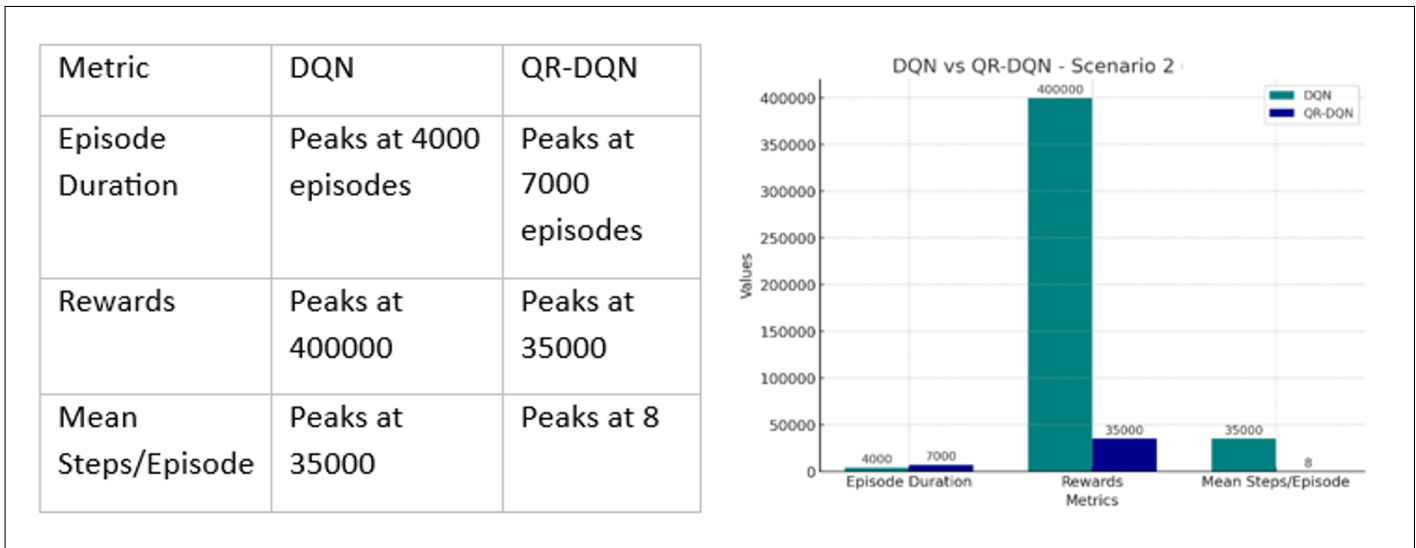 Metric DQN QR-DQN
Episode Duration Peaks at 4000 episodes Peaks at 7000 episodes
Rewards Peaks at 400000 Peaks at 35000
Mean Steps/Episode Peaks at 35000 Peaks at 8
DQN vs QR-DQN - Scenario 2
DQN
QR-DQN
Values
400000
350000
300000
250000
200000
150000
100000
50000
0
400000
35000
35000
4000
7000
8
Episode Duration
Rewards
Mean Steps/Episode
Metrics